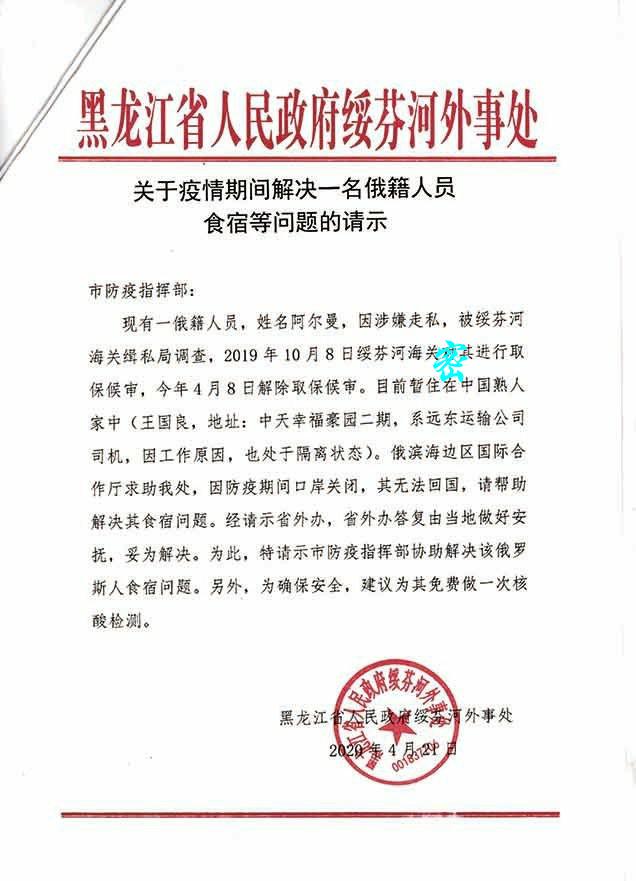 黑龙江省人民政府绥芬河外事处
关于疫情期间解决一名俄籍人员
食宿等问题的请示
市防疫指挥部：
现有一俄籍人员，姓名阿尔曼，因涉嫌走私，被绥芬河
海关缉私局调查，2019年10月8日绥芬河海关密其进行取
保候审，今年4月8日解除取保候审。目前暂住在中国熟人
家中（王国良，地址：中天幸福豪园二期，系远东运输公司
司机，因工作原因，也处于隔离状态）。俄滨海边区国际合
作厅求助我处，因防疫期间口岸关闭，其无法回国，请帮助
解决其食宿问题。经请示省外办，省外办答复由当地做好安
抚，妥为解决。为此，特请示市防疫指挥部协助解决该俄罗
斯人食宿问题。另外，为确保安全，建议为其免费做一次核
酸检测。
黑龙江省人民政府绥芬河外事处
2020年4月21日
黑龙江省人民政府绥芬河外事处